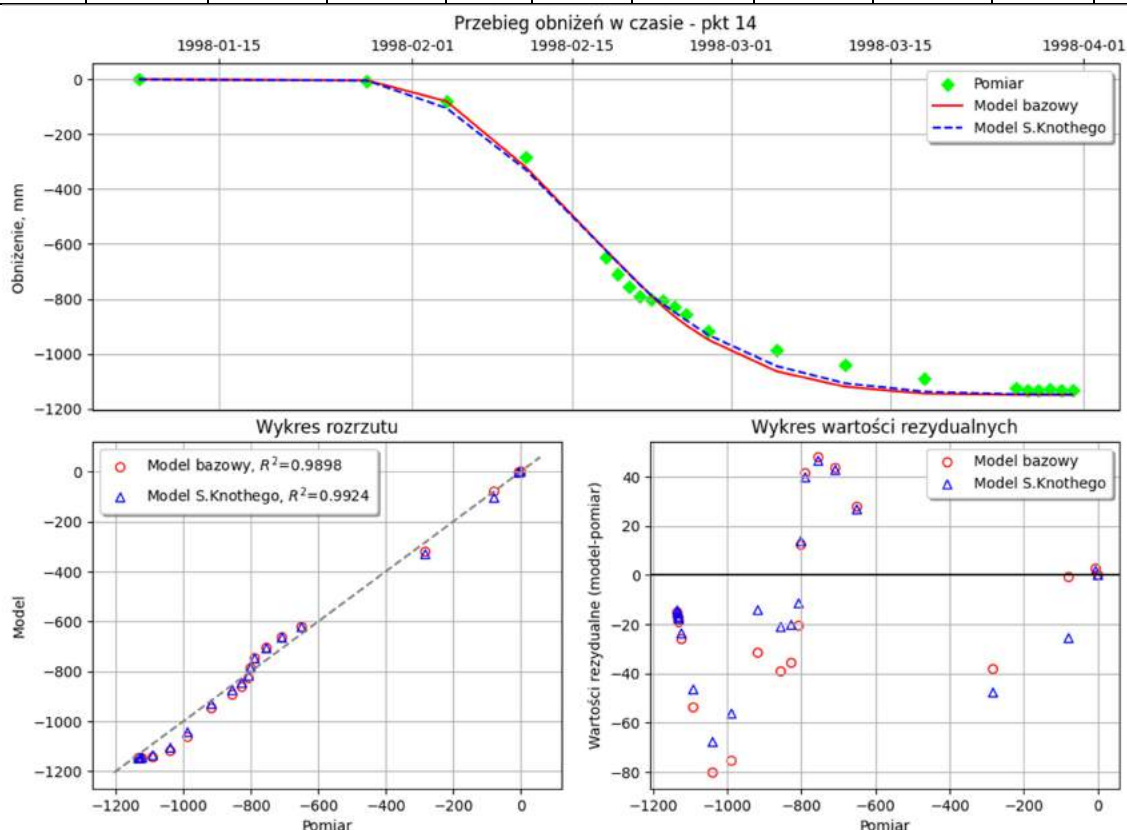 Przebieg obniżeń w czasie - pkt 14
1998-01-15 1998-02-01 1998-02-15 1998-03-01 1998-03-15 1998-04-01
0
−200
−400
−600
−800
−1000
−1200
Obniżenie, mm
Pomiar
Model bazowy
Model S.Knothego
Wykres rozrzutu
0
−200
−400
−600
−800
−1000
−1200
Model
Model bazowy, R²=0.9898
Model S.Knothego, R²=0.9924
−1200 −1000 −800 −600 −400 −200 0
Pomiar
Wykres wartości rezydualnych
40
20
0
−20
−40
−60
−80
Wartości rezydualne (model-pomiar)
Model bazowy
Model S.Knothego
−1200 −1000 −800 −600 −400 −200 0
Pomiar